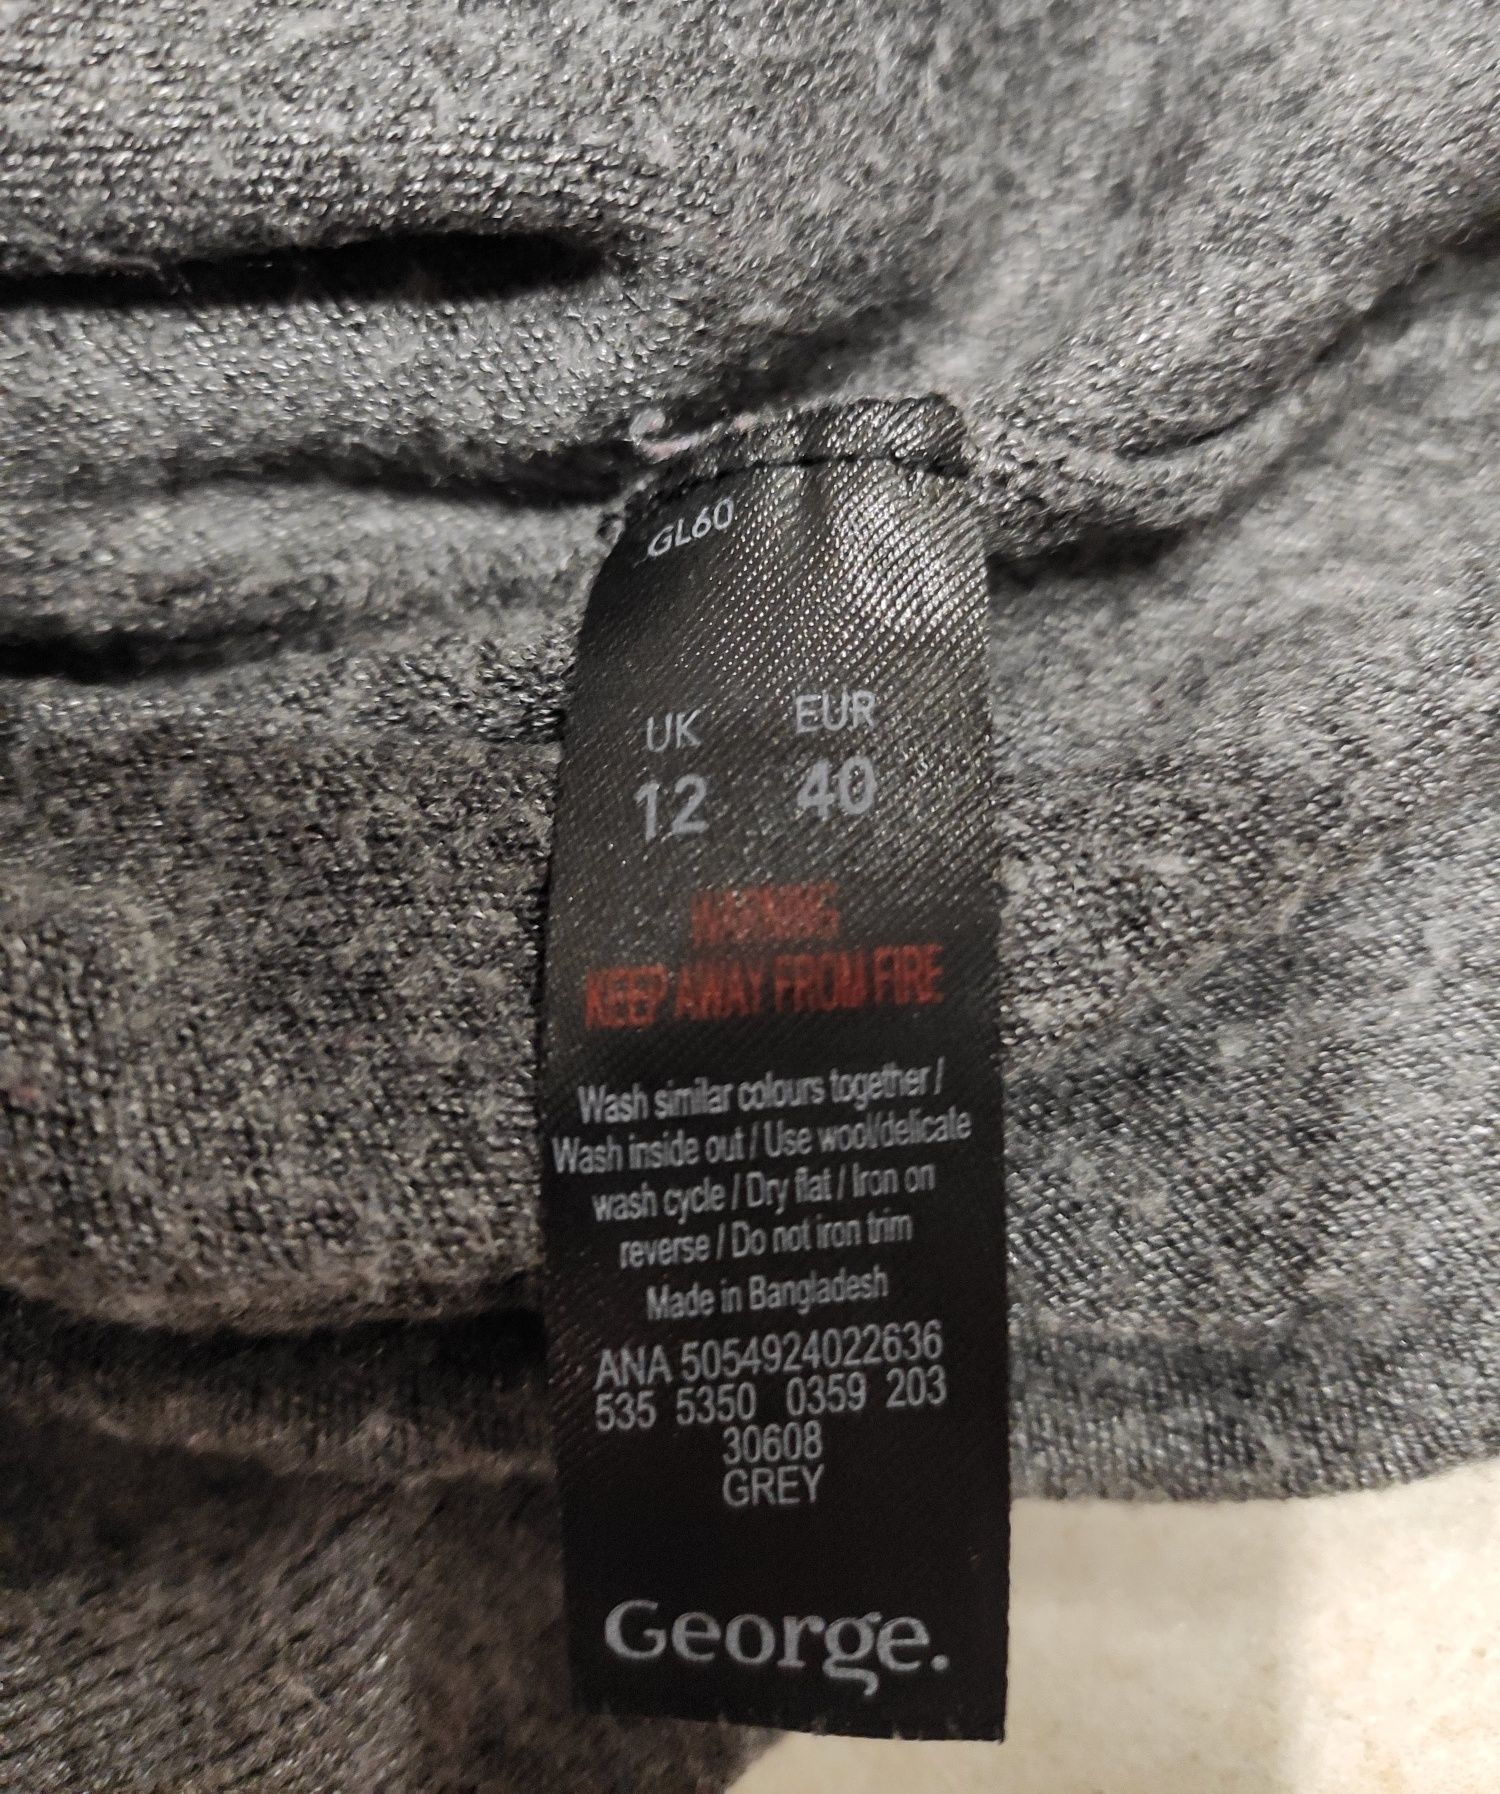 GL60
UK EUR
12 40
WARNING
KEEP AWAY FROM FIRE
Wash similar colours together /
Wash inside out / Use wool/delicate
wash cycle / Dry flat / Iron on
reverse / Do not iron trim
Made in Bangladesh
ANA 5054924022636
535 5350 0359 203
30608
GREY
George.